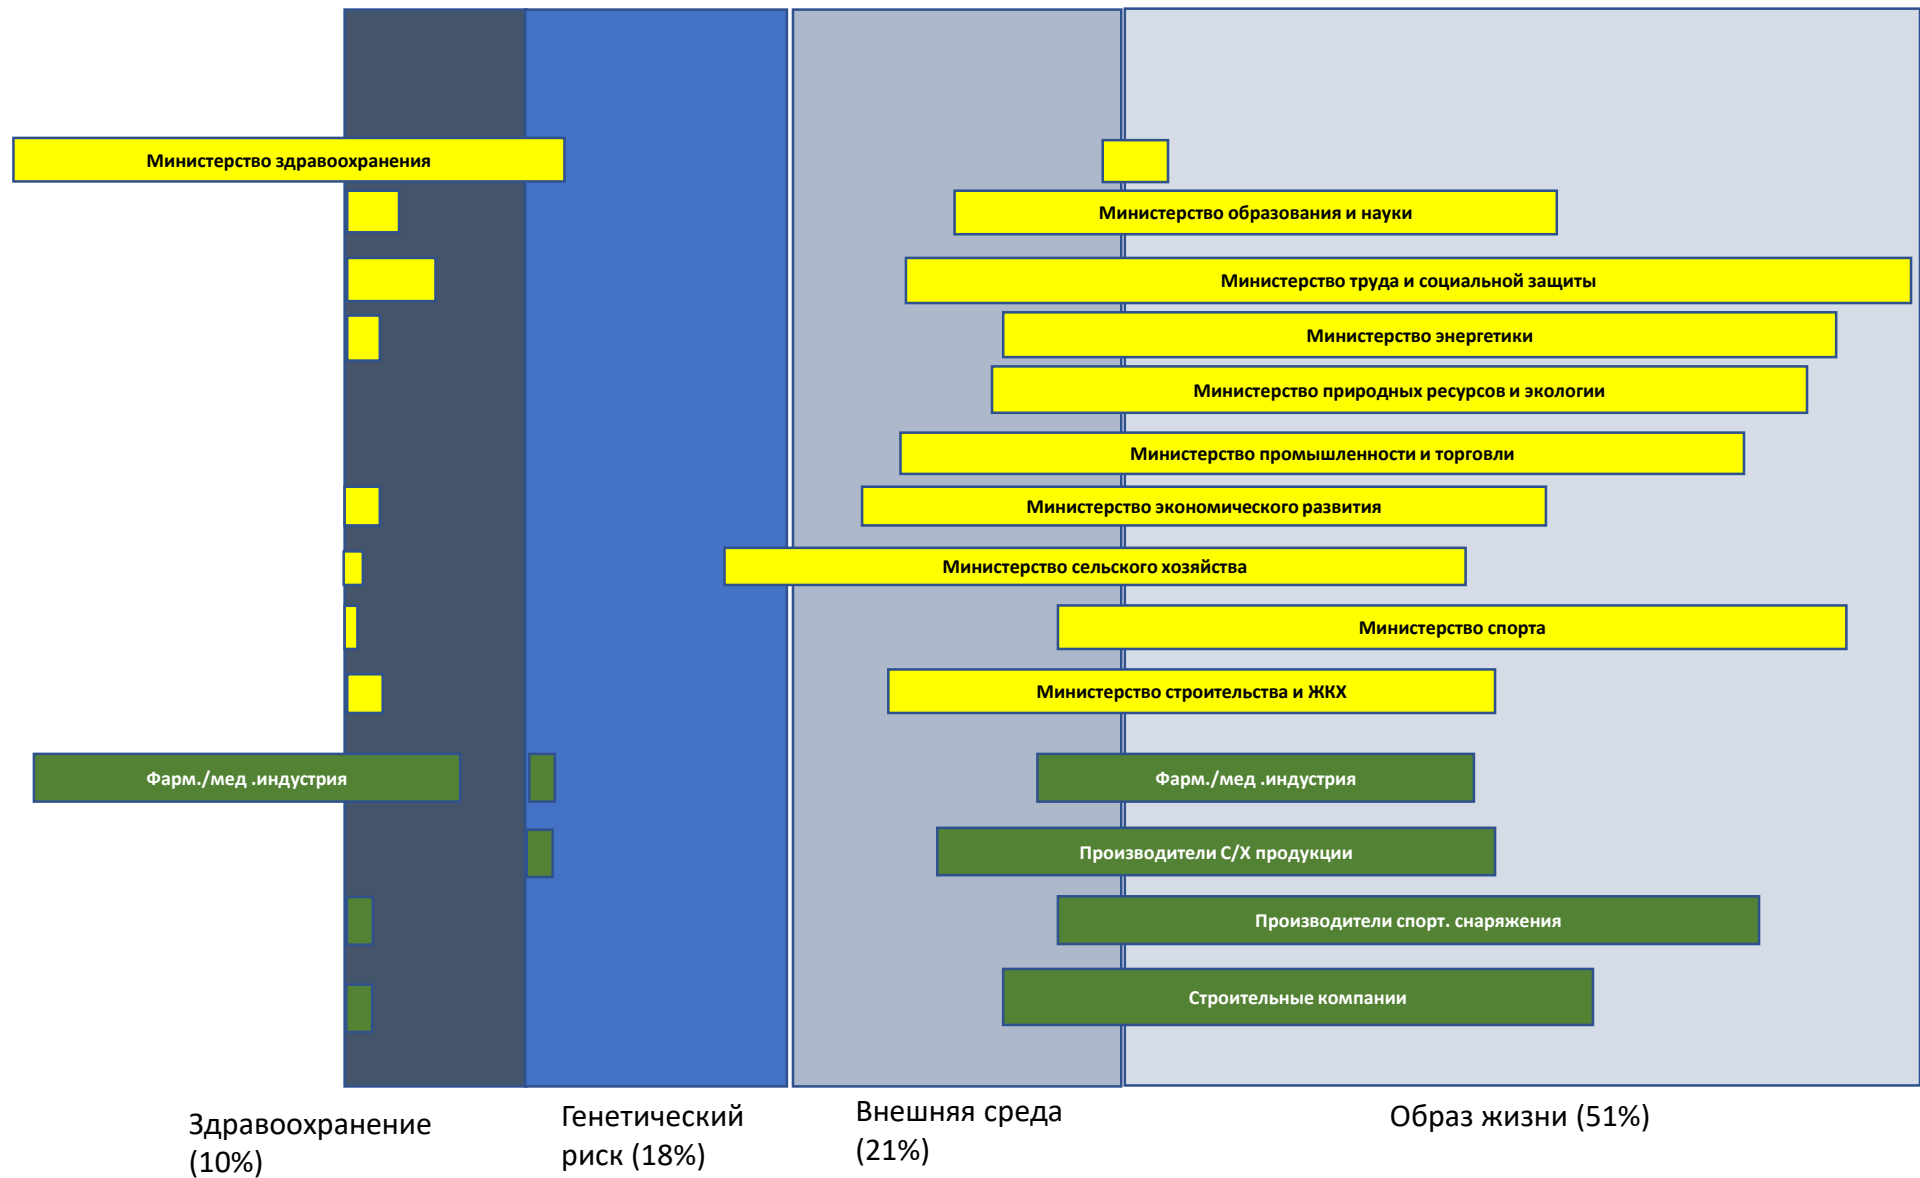 Министерство здравоохранения
Министерство образования и науки
Министерство труда и социальной защиты
Министерство энергетики
Министерство природных ресурсов и экологии
Министерство промышленности и торговли
Министерство экономического развития
Министерство сельского хозяйства
Министерство спорта
Министерство строительства и ЖКХ
Фарм./мед .индустрия
Фарм./мед .индустрия
Производители С/Х продукции
Производители спорт. снаряжения
Строительные компании
Здравоохранение
(10%)
Генетический
риск (18%)
Внешняя среда
(21%)
Образ жизни (51%)